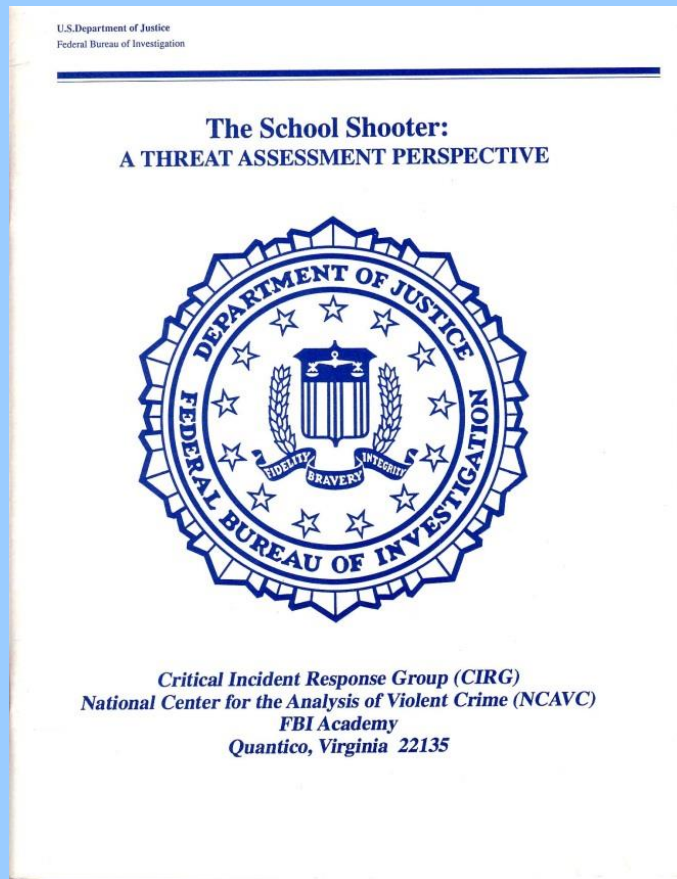 U.S.Department of Justice
Federal Bureau of Investigation
The School Shooter:
A THREAT ASSESSMENT PERSPECTIVE
DEPARTMENT OF JUSTICE
FIDELITY BRAVERY INTEGRITY
FEDERAL BUREAU OF INVESTIGATION
Critical Incident Response Group (CIRG)
National Center for the Analysis of Violent Crime (NCAVC)
FBI Academy
Quantico, Virginia 22135